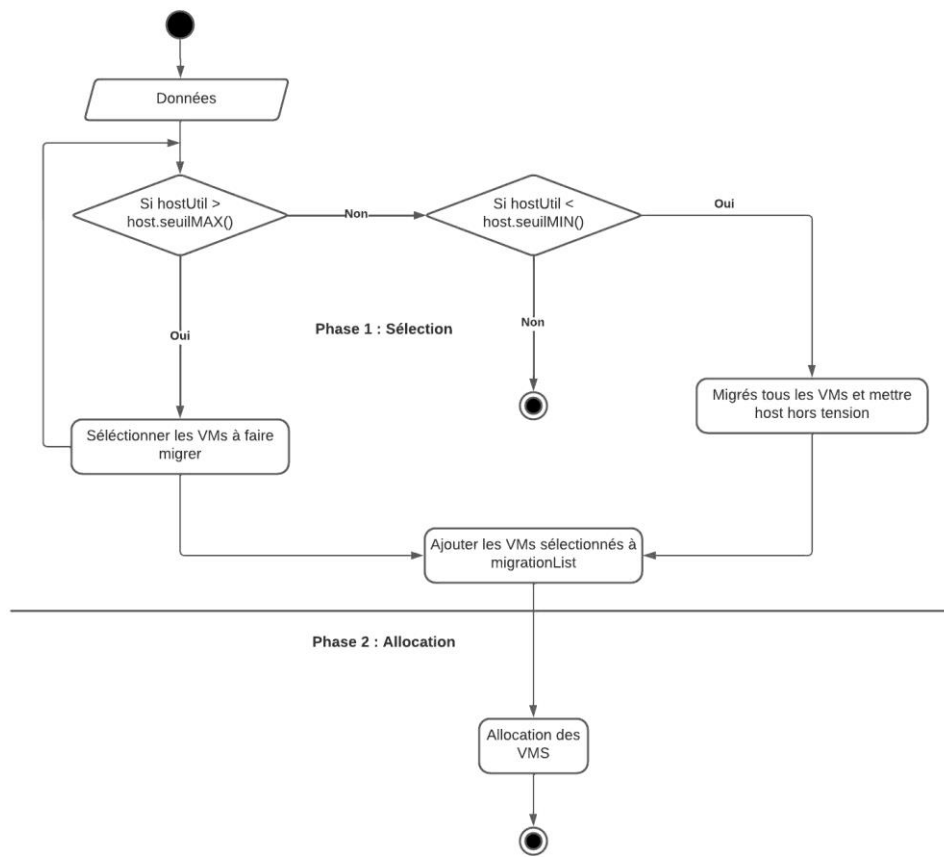 Données
Si hostUtil >
host.seuilMAX()
Non
Si hostUtil <
host.seuilMIN()
Oui
Phase 1 : Sélection
Non
Oui
Migrés tous les VMs et mettre
host hors tension
Séléctionner les VMs à faire
migrer
Ajouter les VMs sélectionnés à
migrationList
Phase 2 : Allocation
Allocation des
VMS